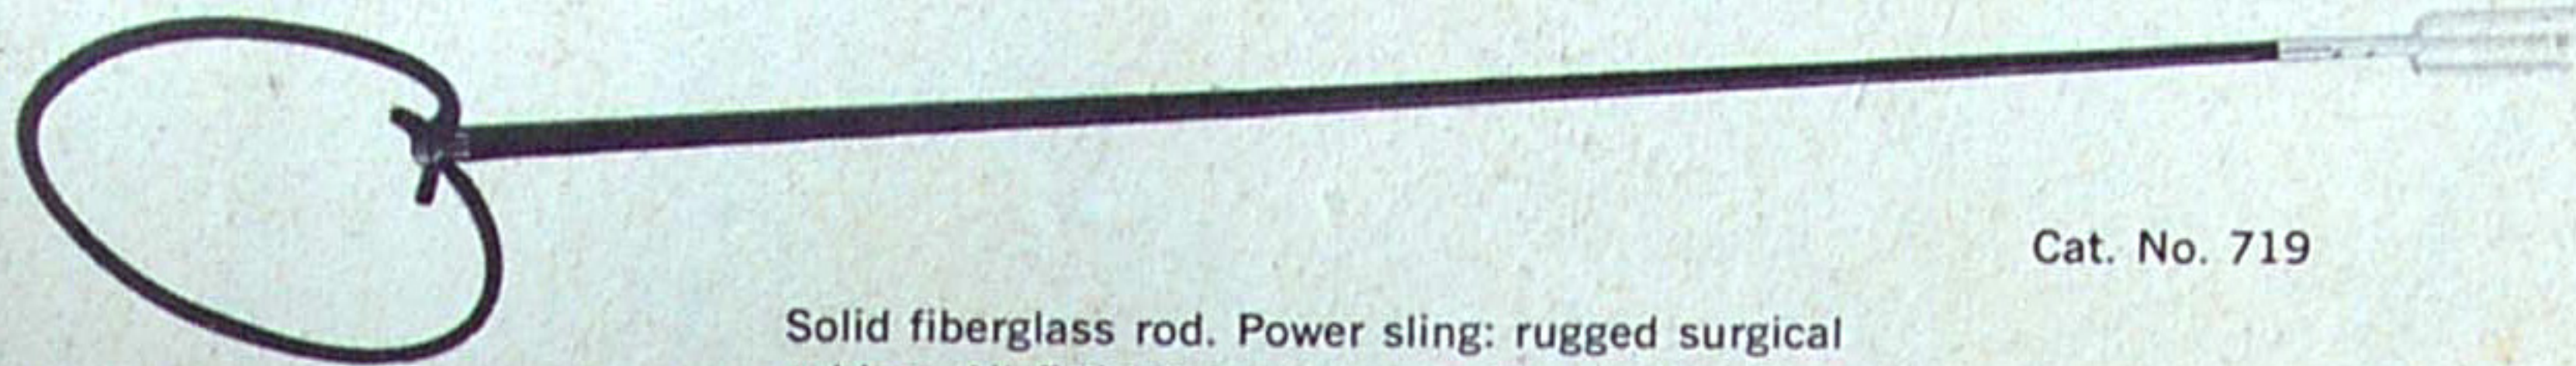 Cat. No. 719
Solid fiberglass rod. Power sling: rugged surgical